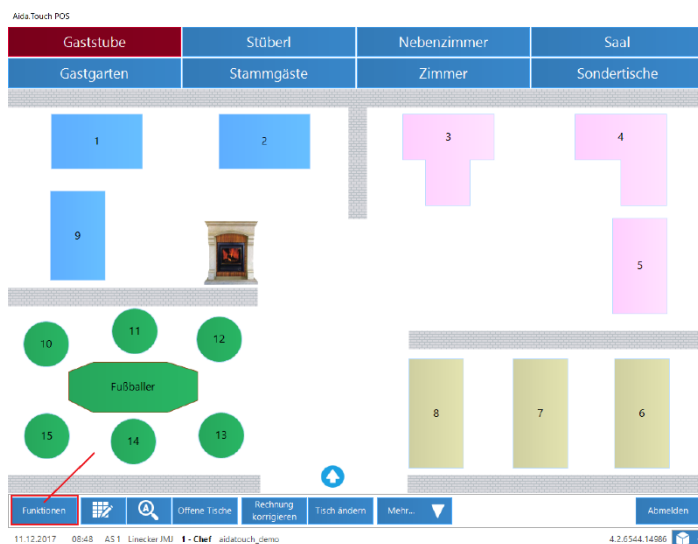 Aida.Touch POS
Gaststube Stüberl Nebenzimmer Saal
Gastgarten Stammgäste Zimmer Sondertische
1 2 3 4
9 5
10 11 12
Fußballer
15 14 13
8 7 6
Funktionen Offene Tische Rechnung korrigieren Tisch ändern Mehr... Abmelden
11.12.2017 08:48 AS 1 Linecker JMJ 1 - Chef aidatouch_demo 4.2.6544.14986